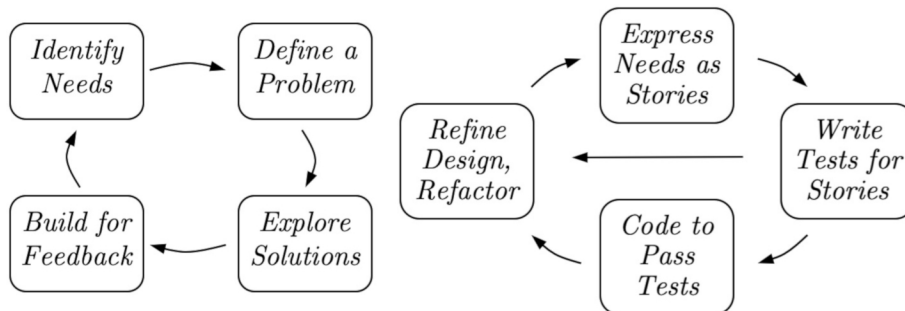 Identify
Needs
Define a
Problem
Build for
Feedback
Explore
Solutions
Express
Needs as
Stories
Refine
Design,
Refactor
Write
Tests for
Stories
Code to
Pass
Tests